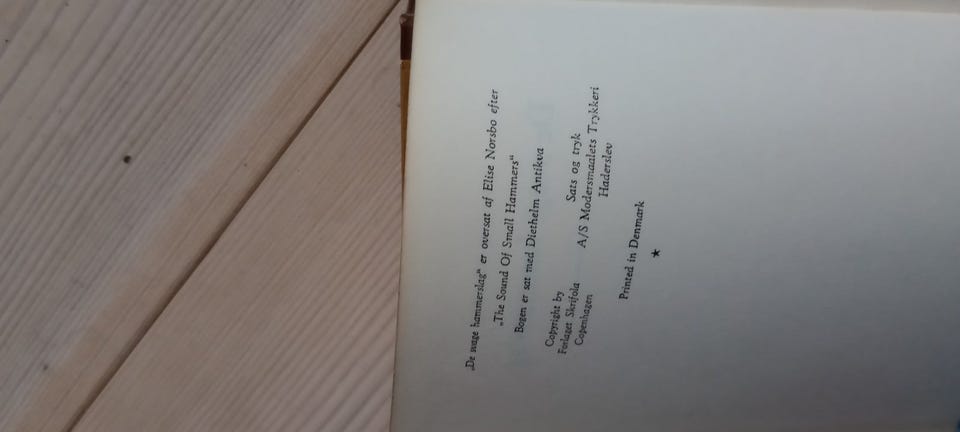 „De svage hammerslag“ er oversat af Elise Norsbo efter
„The Sound Of Small Hammers“
Bogen er sat med Diethelm Antikva
Copyright by
Forlaget Skrifola
Copenhagen
Sats og tryk
A/S Modersmaalets Trykkeri
Haderslev
Printed in Denmark
★